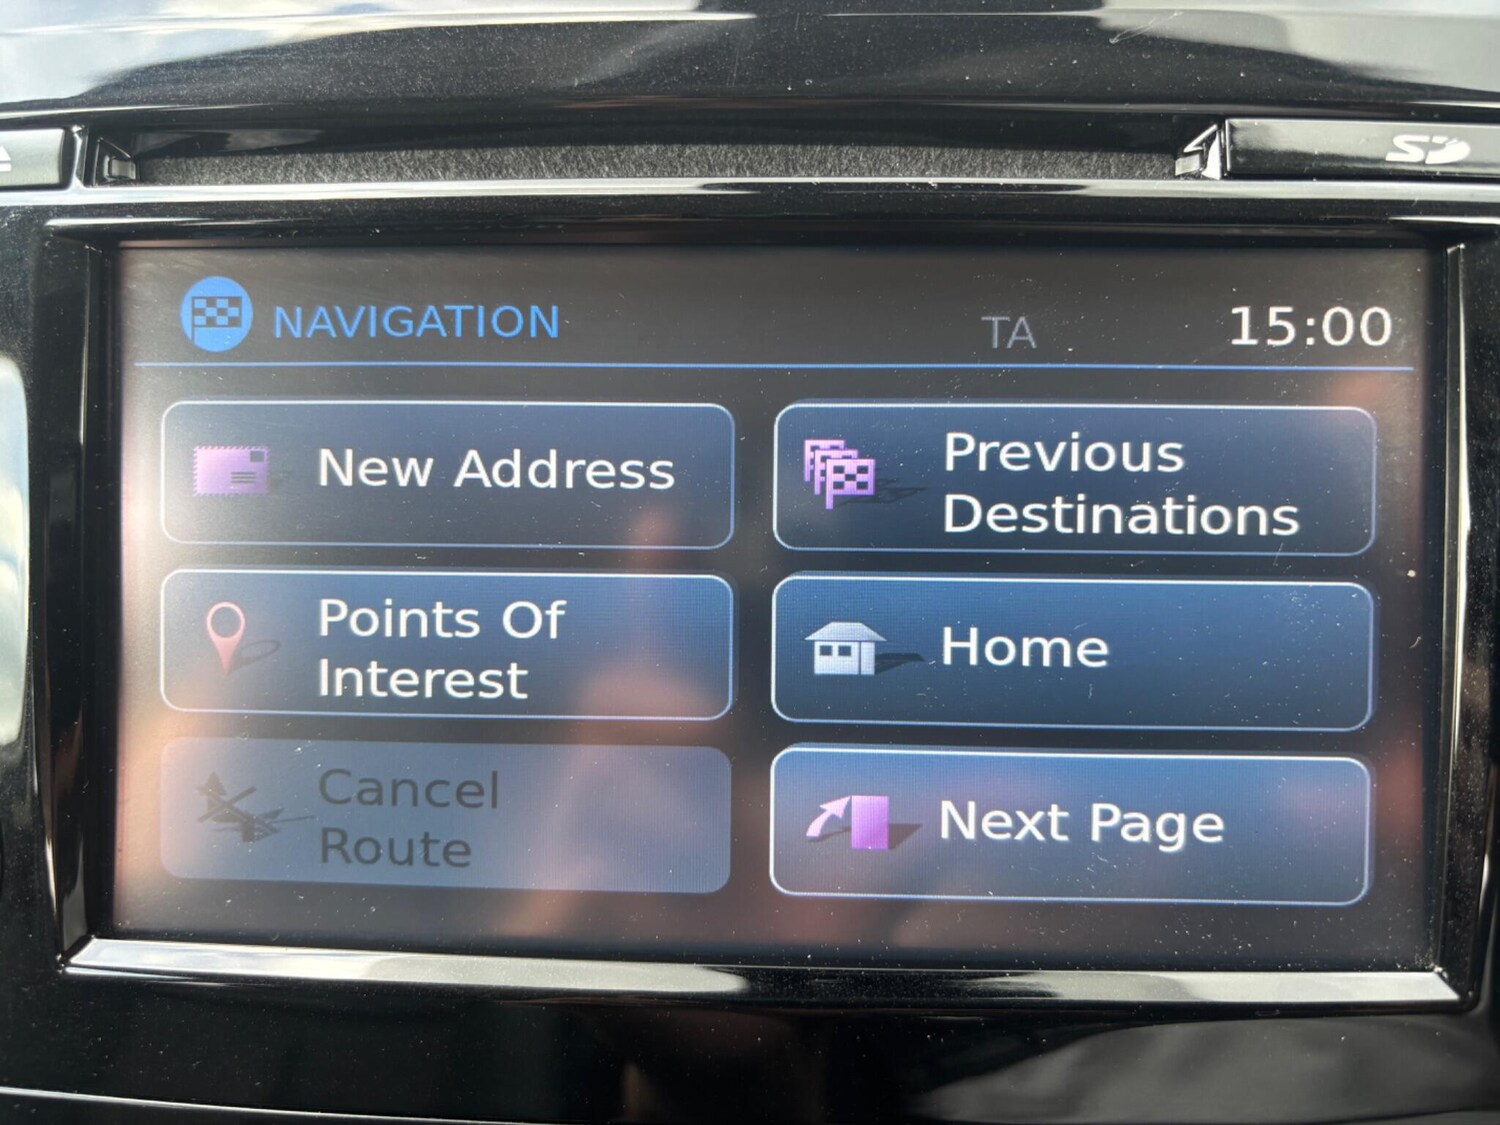 SD
NAVIGATION
TA
15:00
New Address
Previous
Destinations
Points Of
Interest
Home
Cancel
Route
Next Page